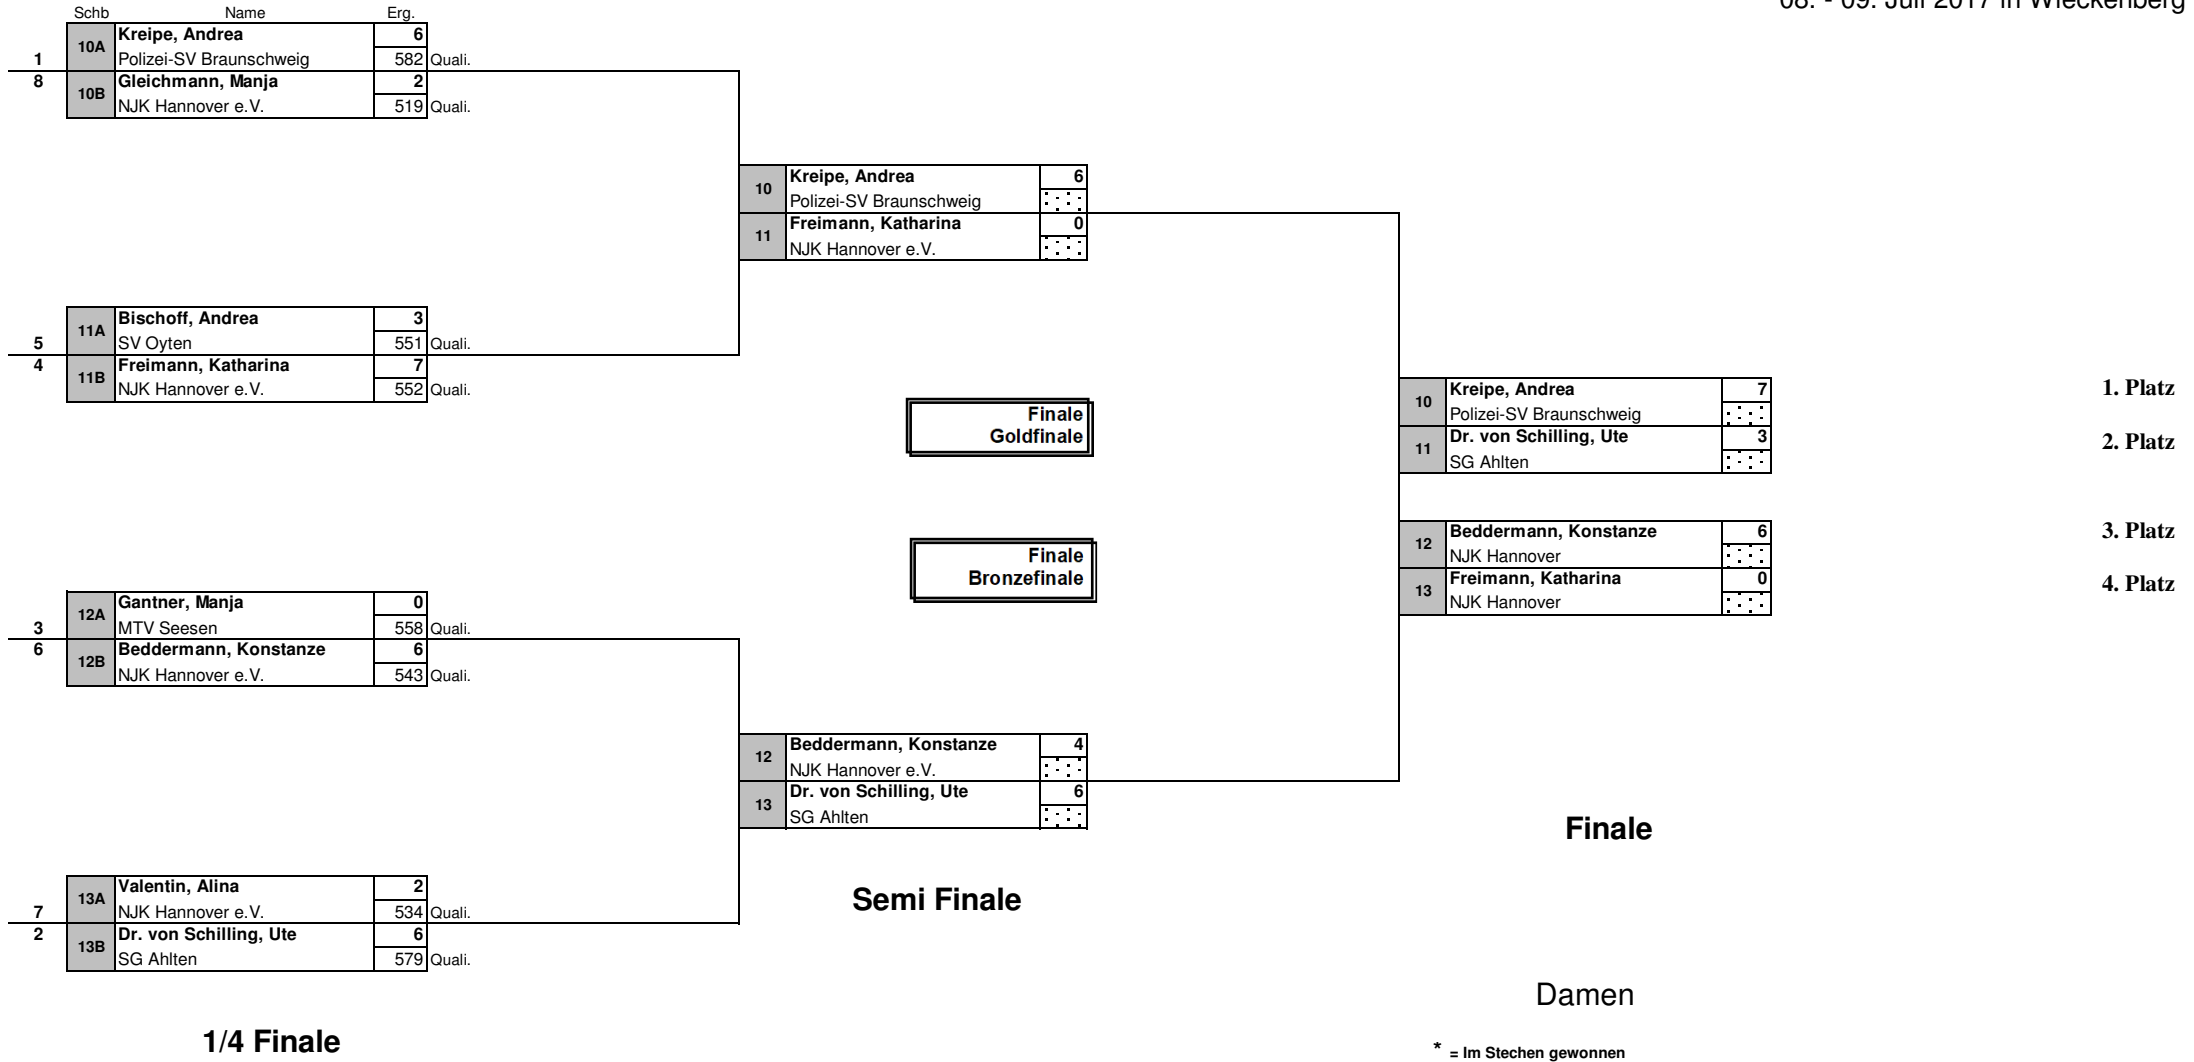 08. - 09. Juli 2017 in Wieckenberg
Schb Name Erg.
10A Kreipe, Andrea 6
1 Polizei-SV Braunschweig 582 Quali.
8 10B Gleichmann, Manja 2
NJK Hannover e.V. 519 Quali.
10 Kreipe, Andrea 6
Polizei-SV Braunschweig
11 Freimann, Katharina 0
NJK Hannover e.V.
11A Bischoff, Andrea 3
5 SV Oyten 551 Quali.
4 11B Freimann, Katharina 7
NJK Hannover e.V. 552 Quali.
Finale
Goldfinale
10 Kreipe, Andrea 7 1. Platz
Polizei-SV Braunschweig
11 Dr. von Schilling, Ute 3 2. Platz
SG Ahlten
Finale
Bronzefinale
12 Beddermann, Konstanze 6 3. Platz
NJK Hannover
13 Freimann, Katharina 0 4. Platz
NJK Hannover
12A Gantner, Manja 0
3 MTV Seesen 558 Quali.
6 12B Beddermann, Konstanze 6
NJK Hannover e.V. 543 Quali.
12 Beddermann, Konstanze 4
NJK Hannover e.V.
13 Dr. von Schilling, Ute 6
SG Ahlten
Finale
13A Valentin, Alina 2
7 NJK Hannover e.V. 534 Quali.
2 13B Dr. von Schilling, Ute 6
SG Ahlten 579 Quali.
Semi Finale
Damen
1/4 Finale
* = Im Stechen gewonnen